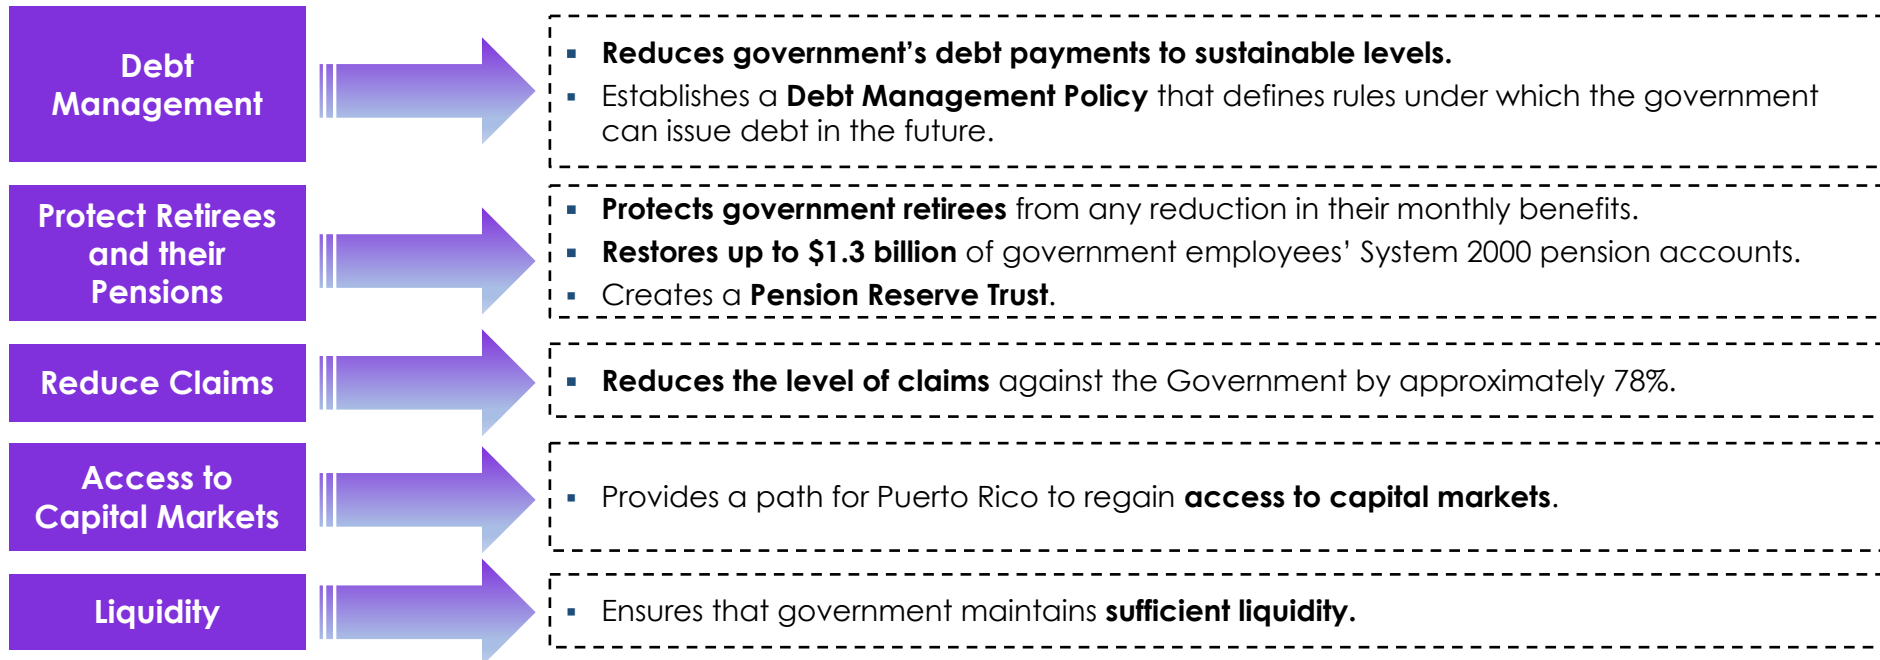 Debt
Management
▪ Reduces government’s debt payments to sustainable levels.
▪ Establishes a Debt Management Policy that defines rules under which the government
can issue debt in the future.
Protect Retirees
and their
Pensions
▪ Protects government retirees from any reduction in their monthly benefits.
▪ Restores up to $1.3 billion of government employees’ System 2000 pension accounts.
▪ Creates a Pension Reserve Trust.
Reduce Claims
▪ Reduces the level of claims against the Government by approximately 78%.
Access to
Capital Markets
▪ Provides a path for Puerto Rico to regain access to capital markets.
Liquidity
▪ Ensures that government maintains sufficient liquidity.